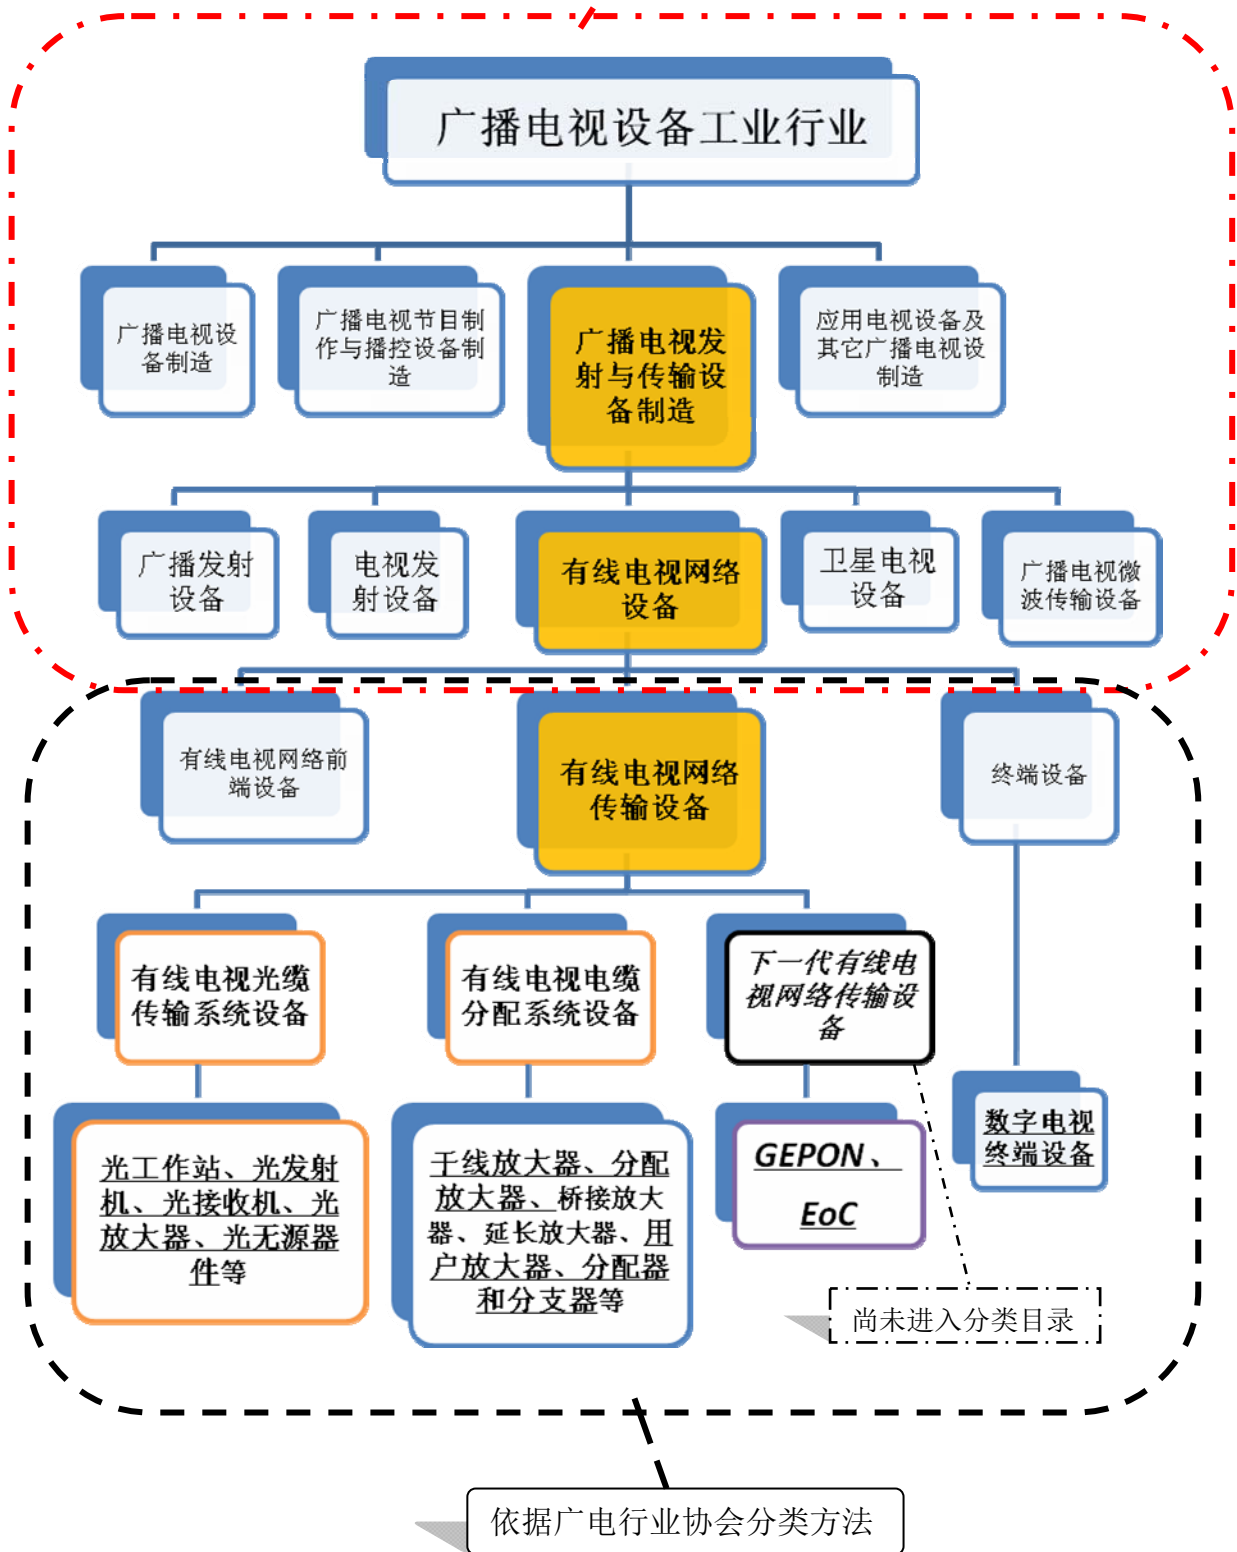 广播电视设备工业行业
广播电视设
备制造
广播电视节目制
作与播控设备制
造
广播电视发
射与传输设
备制造
应用电视设备及
其它广播电视设
制造
广播发射
设备
电视发
射设备
有线电视网络
设备
卫星电视
设备
广播电视微
波传输设备
有线电视网络前
端设备
有线电视网络
传输设备
终端设备
有线电视光缆
传输系统设备
有线电视电缆
分配系统设备
下一代有线电
视网络传输设
备
光工作站、光发射
机、光接收机、光
放大器、光无源器
件等
干线放大器、分配
放大器、桥接放大
器、延长放大器、用
户放大器、分配器
和分支器等
GEPON、
EoC
数字电视
终端设备
尚未进入分类目录
依据广电行业协会分类方法